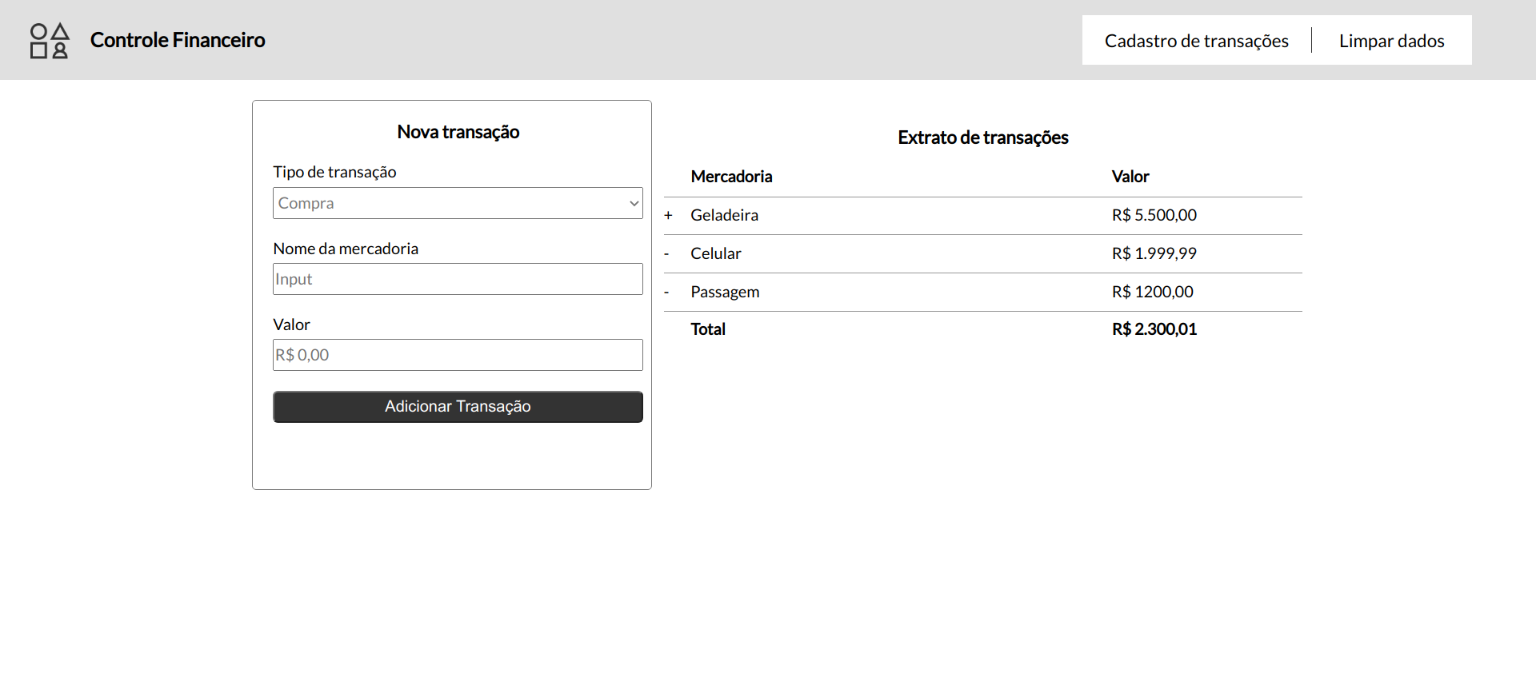 Controle Financeiro
Cadastro de transações
Limpar dados
Nova transação
Tipo de transação
Compra
Nome da mercadoria
Input
Valor
R$ 0,00
Adicionar Transação
Extrato de transações
Mercadoria Valor
+ Geladeira R$ 5.500,00
- Celular R$ 1.999,99
- Passagem R$ 1200,00
Total R$ 2.300,01